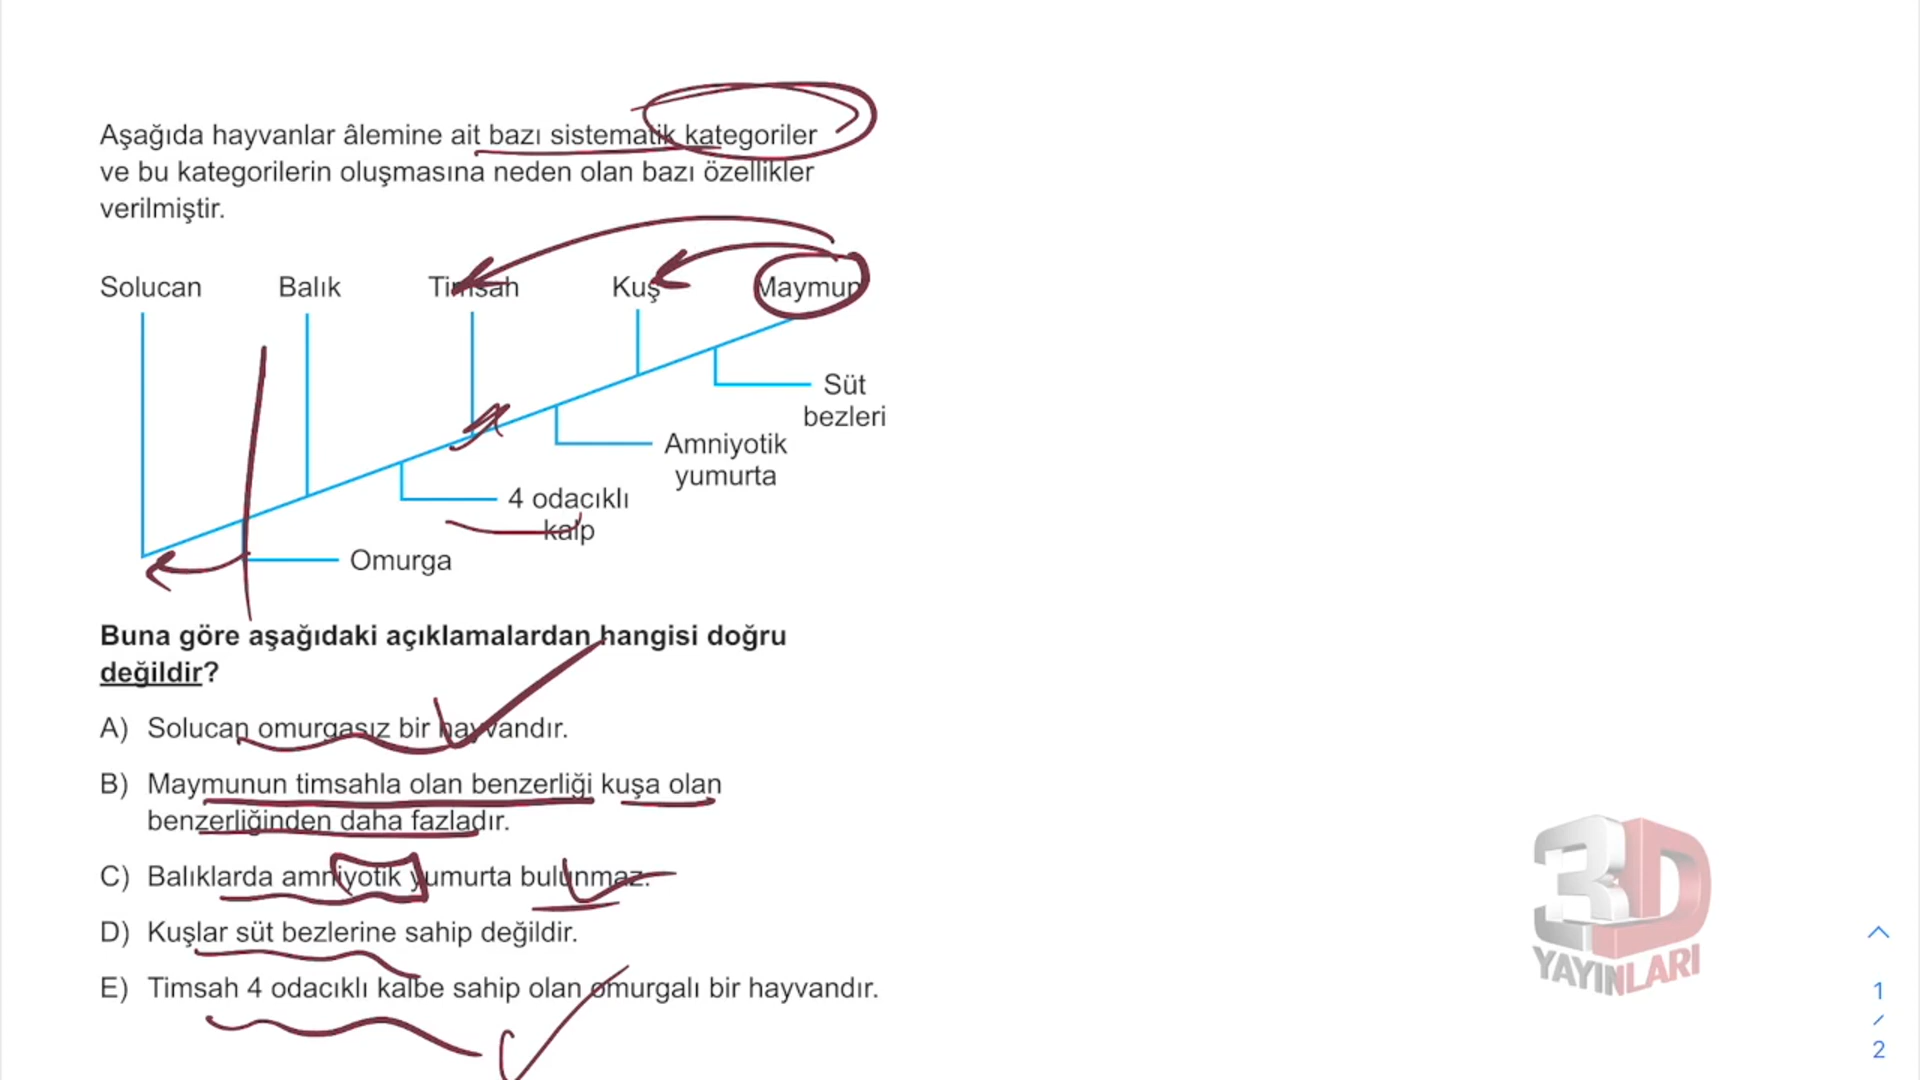 Aşağıda hayvanlar âlemine ait bazı sistematik kategoriler
ve bu kategorilerin oluşmasına neden olan bazı özellikler
verilmiştir.
Solucan Balık Timsah Kuş Maymun
Süt
bezleri
Amniyotik
yumurta
4 odacıklı
kalp
Omurga
Buna göre aşağıdaki açıklamalardan hangisi doğru
değildir?
A) Solucan omurgasız bir hayvandır.
B) Maymunun timsahla olan benzerliği kuşa olan
benzerliğinden daha fazladır.
C) Balıklarda amniyotik yumurta bulunmaz.
D) Kuşlar süt bezlerine sahip değildir.
E) Timsah 4 odacıklı kalbe sahip olan omurgalı bir hayvandır.
3D
YAYINLARI
1
/
2